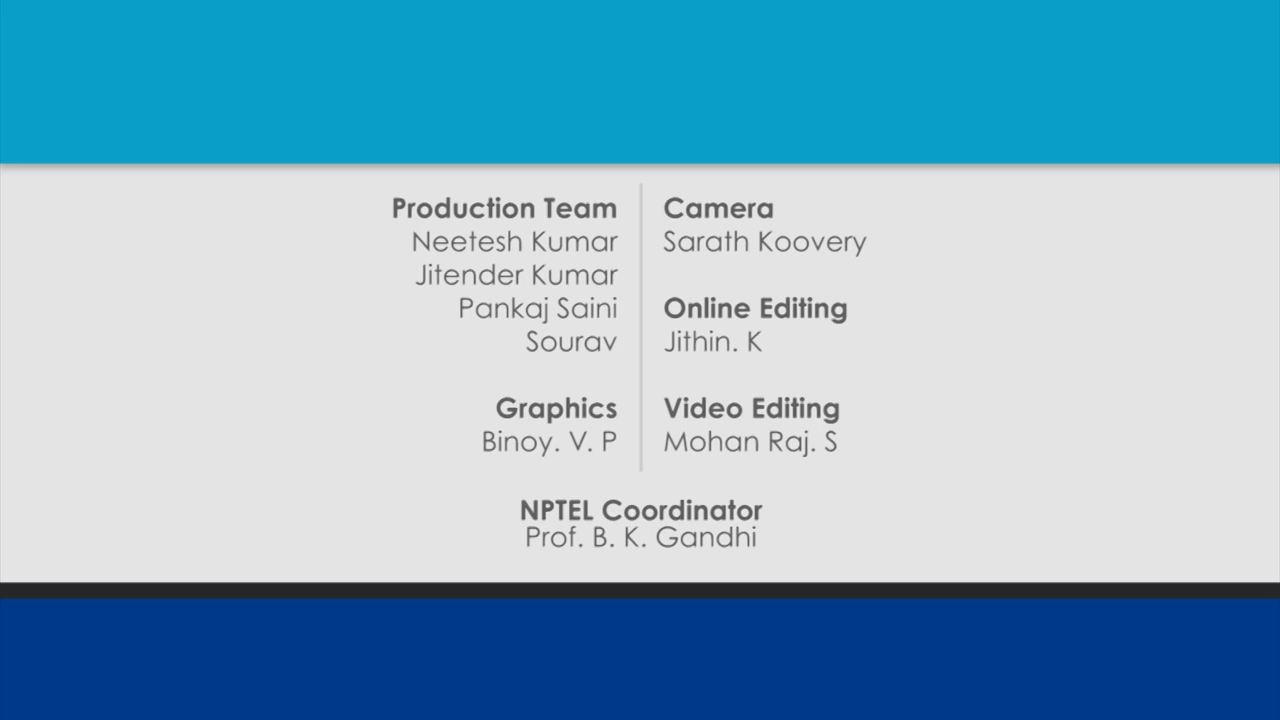 Production Team
Neetesh Kumar
Jitender Kumar
Pankaj Saini
Sourav
Graphics
Binoy. V. P
Camera
Sarath Koovery
Online Editing
Jithin. K
Video Editing
Mohan Raj. S
NPTEL Coordinator
Prof. B. K. Gandhi